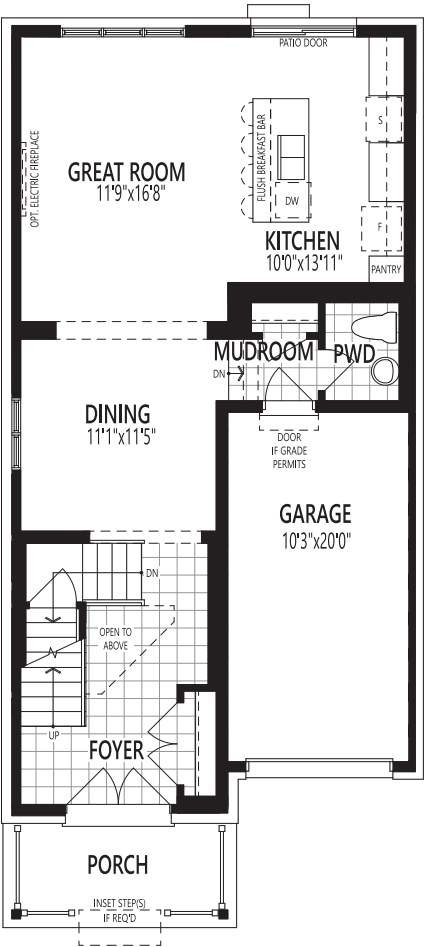 PATIO DOOR
S
OPT. ELECTRIC FIREPLACE
FLUSH BREAKFAST BAR
GREAT ROOM
11'9"x16'8"
DW
F
KITCHEN
10'0"x13'11"
PANTRY
MUDROOM
PWD
DN
DINING
11'1"x11'5"
DOOR
IF GRADE
PERMITS
GARAGE
10'3"x20'0"
DN
OPEN TO
ABOVE
UP
FOYER
PORCH
INSET STEP(S)
IF REQ'D